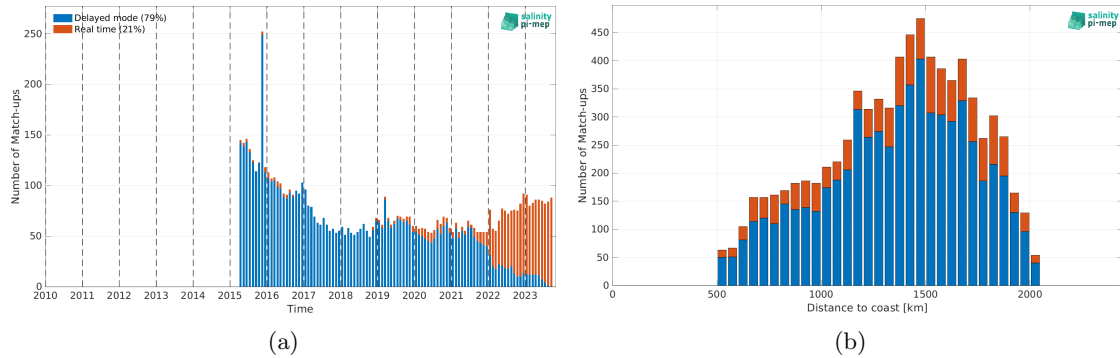 Delayed mode (79%)
Real time (21%)
salinity
pi-mep
250
200
150
100
50
0
Number of Match-ups
2010 2011 2012 2013 2014 2015 2016 2017 2018 2019 2020 2021 2022 2023
Time
(a)
salinity
pi-mep
450
400
350
300
250
200
150
100
50
0
Number of Match-ups
0 500 1000 1500 2000
Distance to coast [km]
(b)